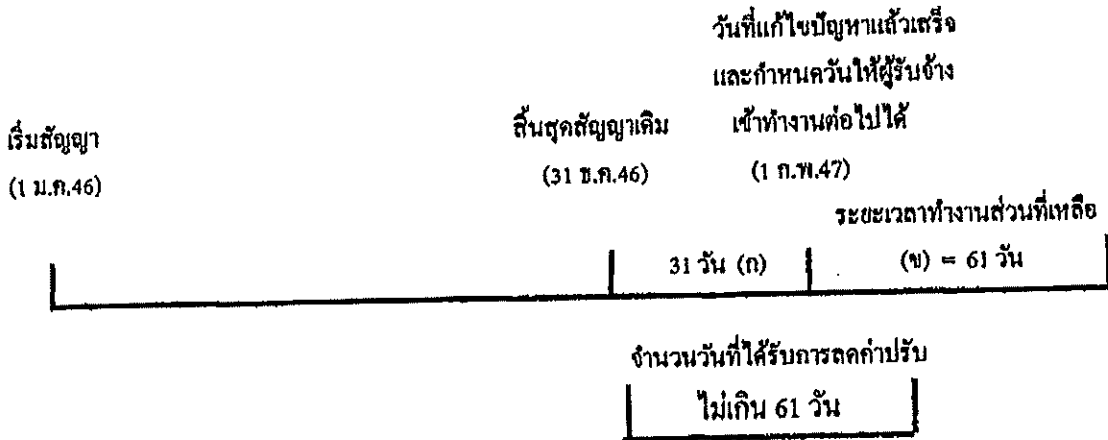 วันที่แก้ไขปัญหาแล้วเสร็จ
และกำหนดวันให้ผู้รับจ้าง
เริ่มสัญญา สิ้นสุดสัญญาเดิม เข้าทำงานต่อไปได้
(1 ม.ค.46) (31 ธ.ค.46) (1 ก.พ.47)
ระยะเวลาทำงานส่วนที่เหลือ
31 วัน (ก) (ข) = 61 วัน
จำนวนวันที่ได้รับการลดค่าปรับ
ไม่เกิน 61 วัน